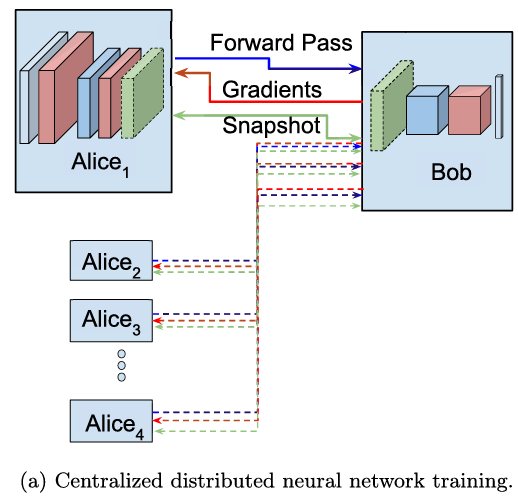 Forward Pass
Gradients
Snapshot
Alice1
Bob
Alice2
Alice3
Alice4
(a) Centralized distributed neural network training.